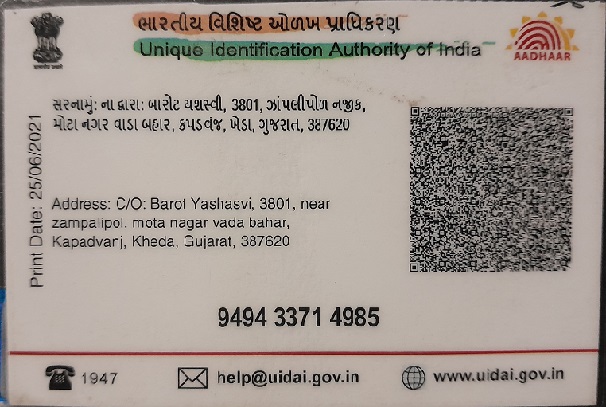 ભારતીય વિશિષ્ટ ઓળખ પ્રાધિકરણ
Unique Identification Authority of India
AADHAAR
સરનામું: ના દ્વારા: બારોટ યશસ્વી, 3801, ઝાંપલીપોળ નજીક,
મોટા નગર વાડા બહાર, કપડવંજ, ખેડા, ગુજરાત, 387620
Print Date: 25/06/2021
Address: C/O: Barot Yashasvi, 3801, near
zampalipol, mota nagar vada bahar,
Kapadvanj, Kheda, Gujarat, 387620
9494 3371 4985
1947
help@uidai.gov.in
www.uidai.gov.in